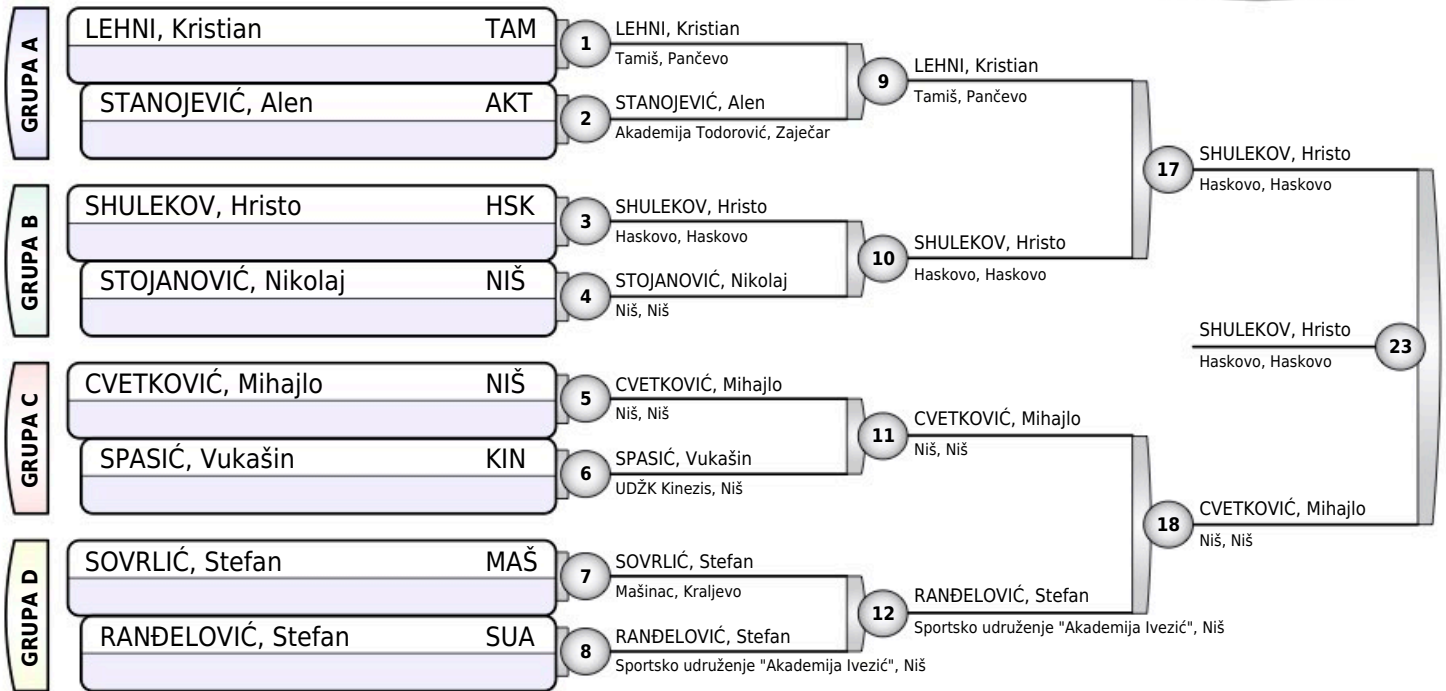 GRUPA A
LEHNI, Kristian TAM
STANOJEVIĆ, Alen AKT
GRUPA B
SHULEKOV, Hristo HSK
STOJANOVIĆ, Nikolaj NIŠ
GRUPA C
CVETKOVIĆ, Mihajlo NIŠ
SPASIĆ, Vukašin KIN
GRUPA D
SOVRLIĆ, Stefan MAŠ
RANĐELOVIĆ, Stefan SUA
1
LEHNI, Kristian
Tamiš, Pančevo
2
STANOJEVIĆ, Alen
Akademija Todorović, Zaječar
3
SHULEKOV, Hristo
Haskovo, Haskovo
4
STOJANOVIĆ, Nikolaj
Niš, Niš
5
CVETKOVIĆ, Mihajlo
Niš, Niš
6
SPASIĆ, Vukašin
UDŽK Kinezis, Niš
7
SOVRLIĆ, Stefan
Mašinac, Kraljevo
8
RANĐELOVIĆ, Stefan
Sportsko udruženje "Akademija Ivezić", Niš
9
LEHNI, Kristian
Tamiš, Pančevo
10
SHULEKOV, Hristo
Haskovo, Haskovo
11
CVETKOVIĆ, Mihajlo
Niš, Niš
12
RANĐELOVIĆ, Stefan
Sportsko udruženje "Akademija Ivezić", Niš
17
SHULEKOV, Hristo
Haskovo, Haskovo
18
CVETKOVIĆ, Mihajlo
Niš, Niš
SHULEKOV, Hristo
Haskovo, Haskovo
23